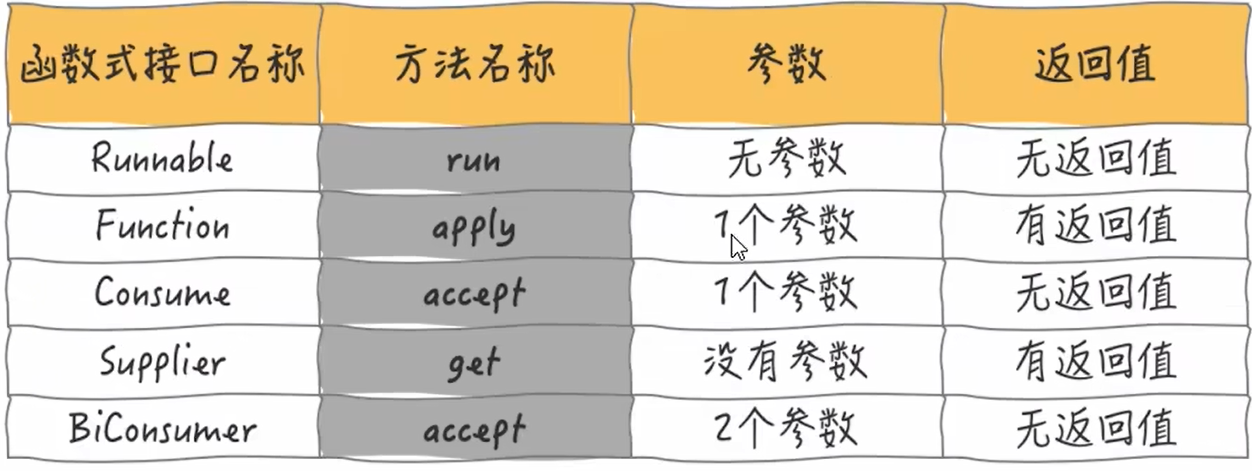 函数式接口名称 方法名称 参数 返回值
Runnable run 无参数 无返回值
Function apply 1个参数 有返回值
Consume accept 1个参数 无返回值
Supplier get 没有参数 有返回值
BiConsumer accept 2个参数 无返回值